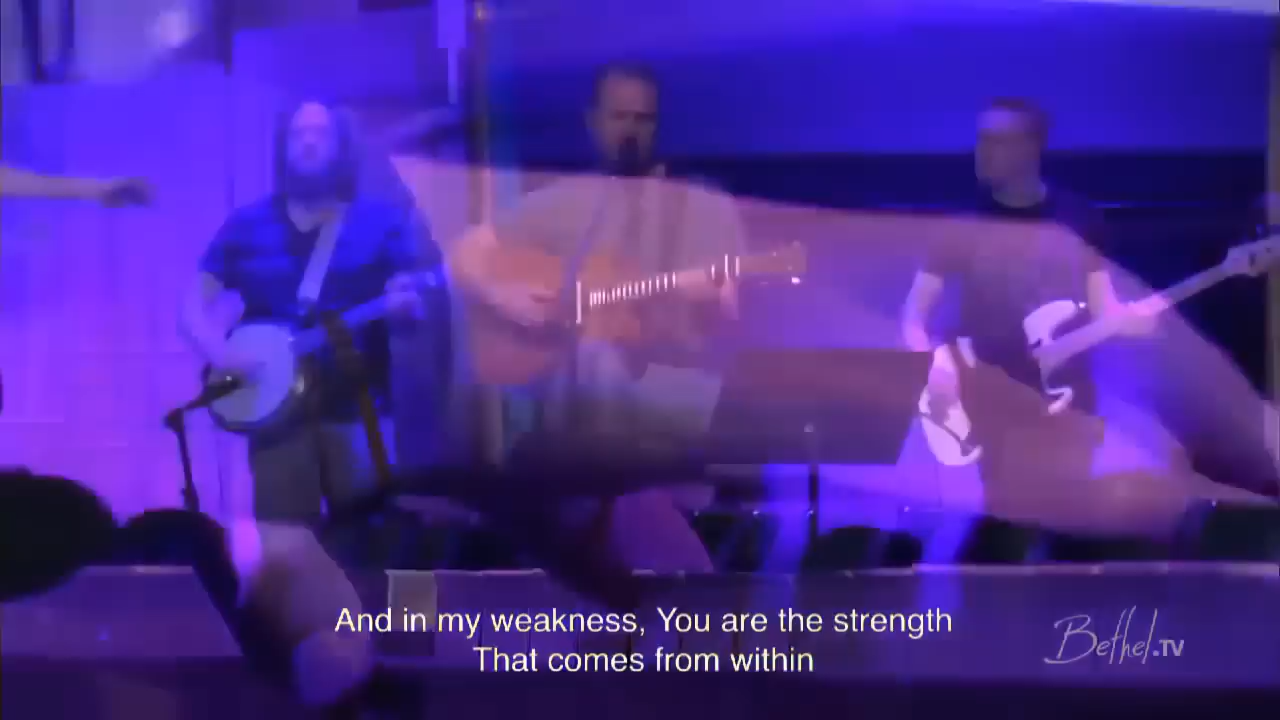 And in my weakness, You are the strength
That comes from within
Bethel.TV